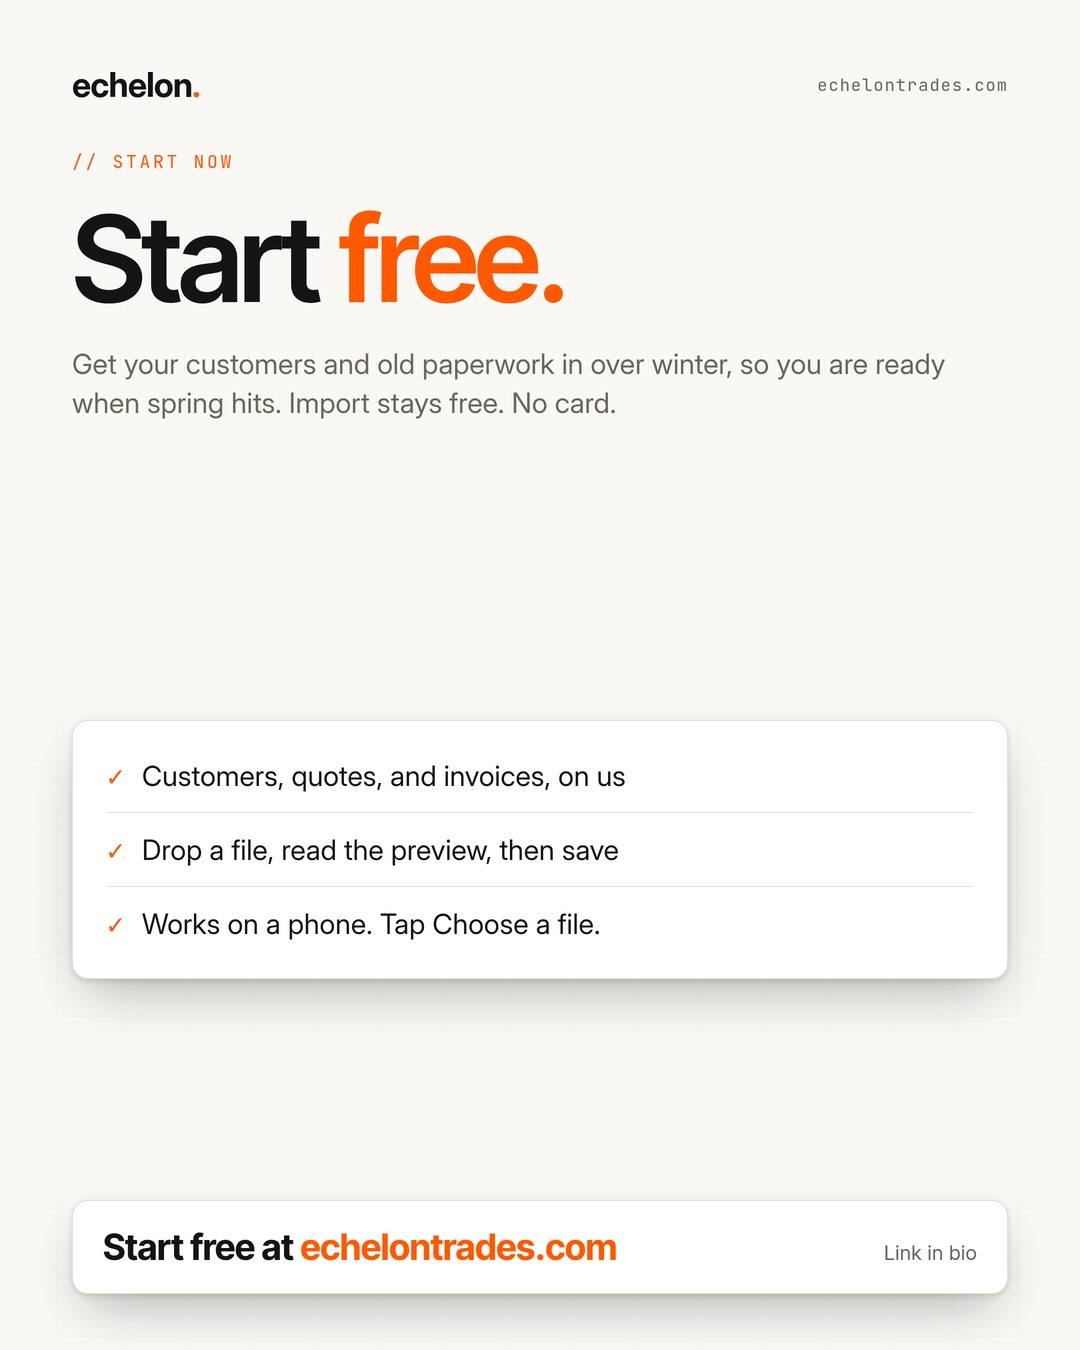 echelon.
echelontrades.com
// START NOW
Start free.
Get your customers and old paperwork in over winter, so you are ready
when spring hits. Import stays free. No card.
✓ Customers, quotes, and invoices, on us
✓ Drop a file, read the preview, then save
✓ Works on a phone. Tap Choose a file.
Start free at echelontrades.com
Link in bio